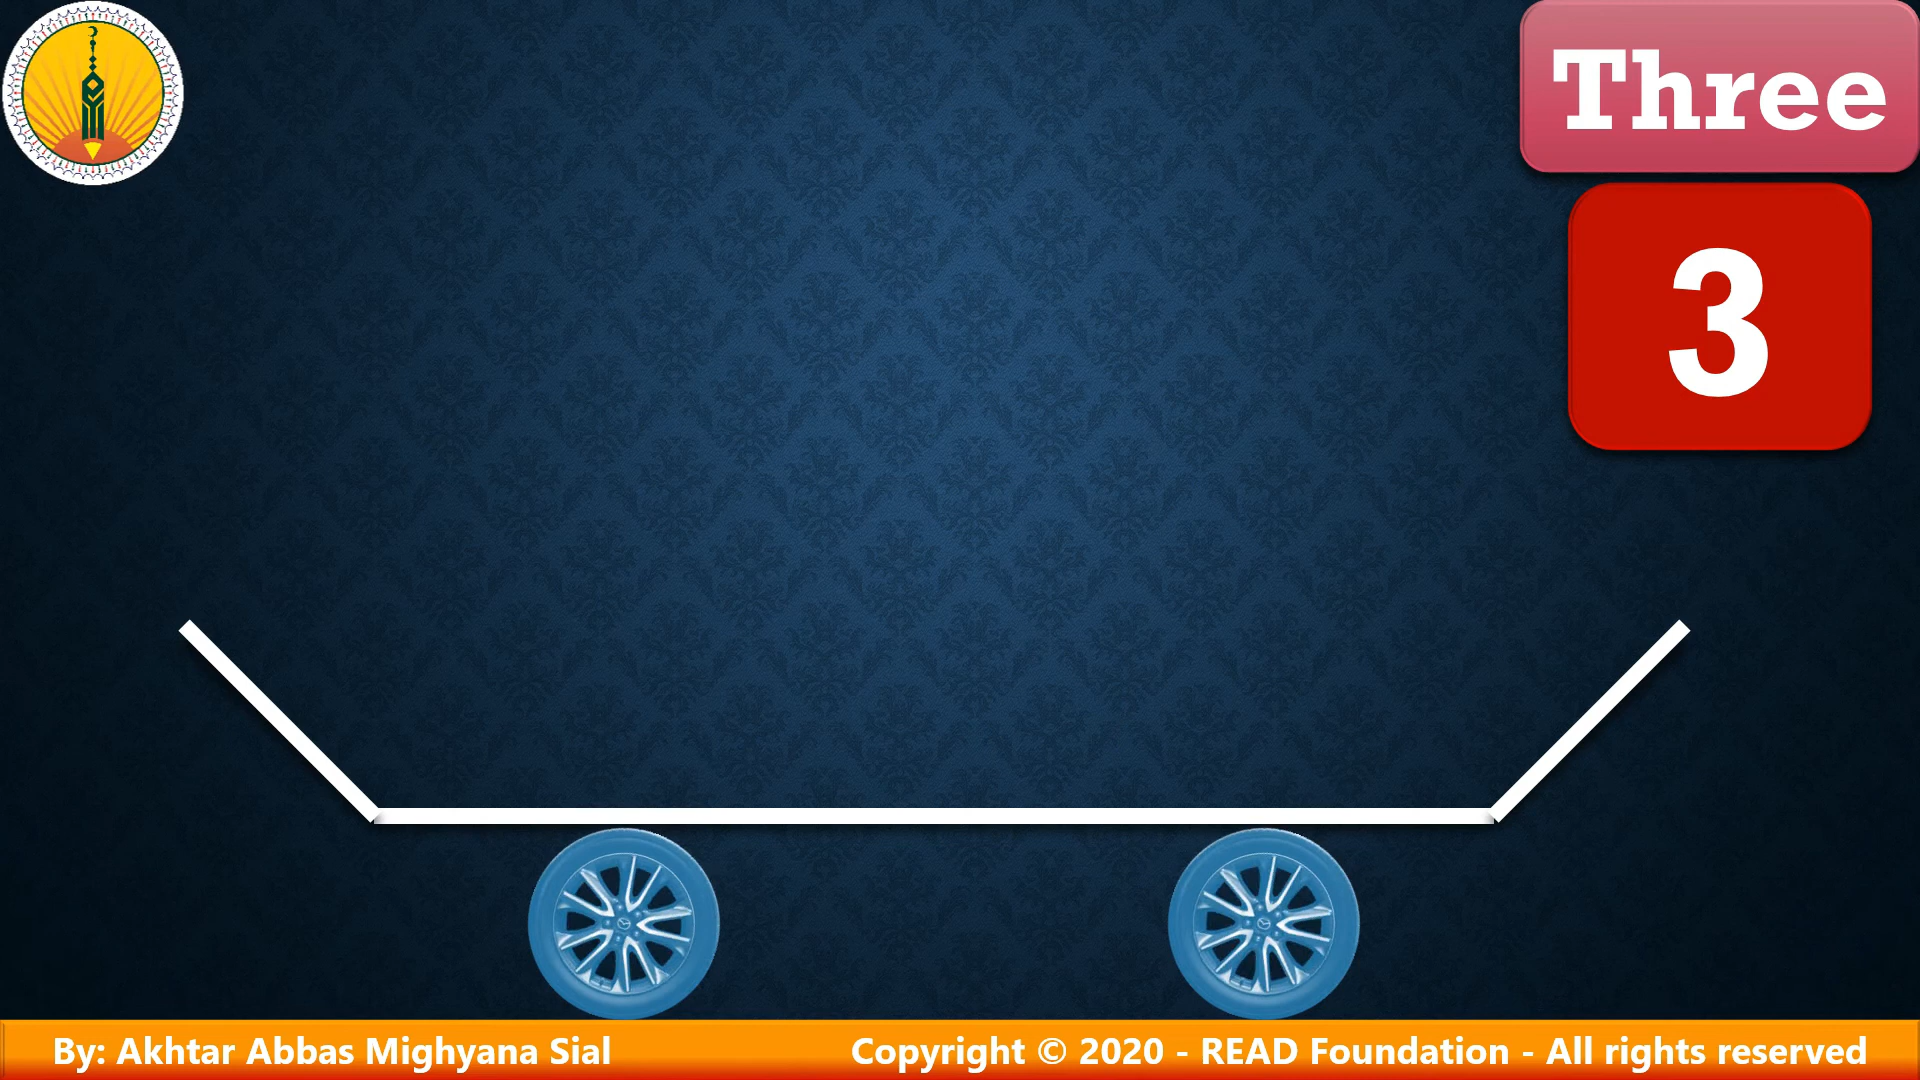 Three
3
By: Akhtar Abbas Mighyana Sial
Copyright © 2020 - READ Foundation - All rights reserved